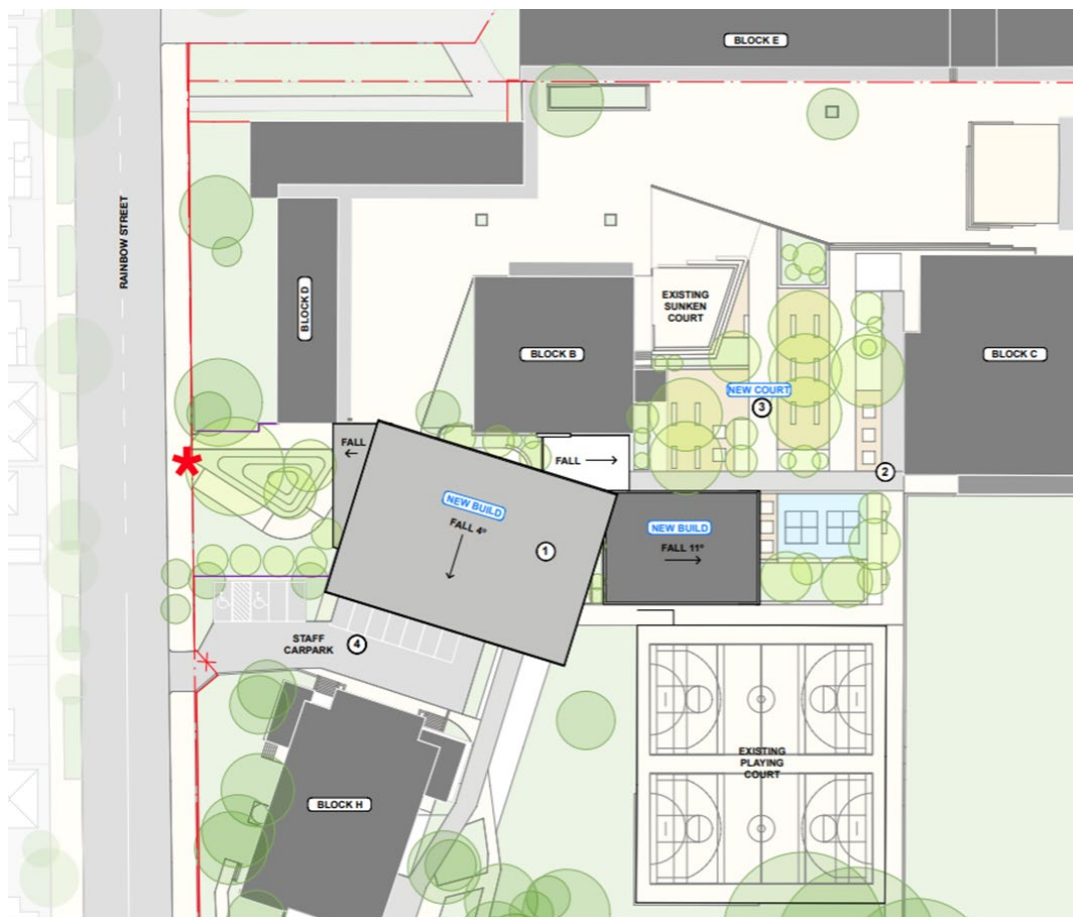 BLOCK E
RAINBOW STREET
BLOCK D
EXISTING
SUNKEN
COURT
BLOCK B
BLOCK C
NEW COURT
3
FALL
FALL
2
NEW BUILD
FALL 4°
1
NEW BUILD
FALL 11°
STAFF
CARPARK
4
EXISTING
PLAYING
COURT
BLOCK H